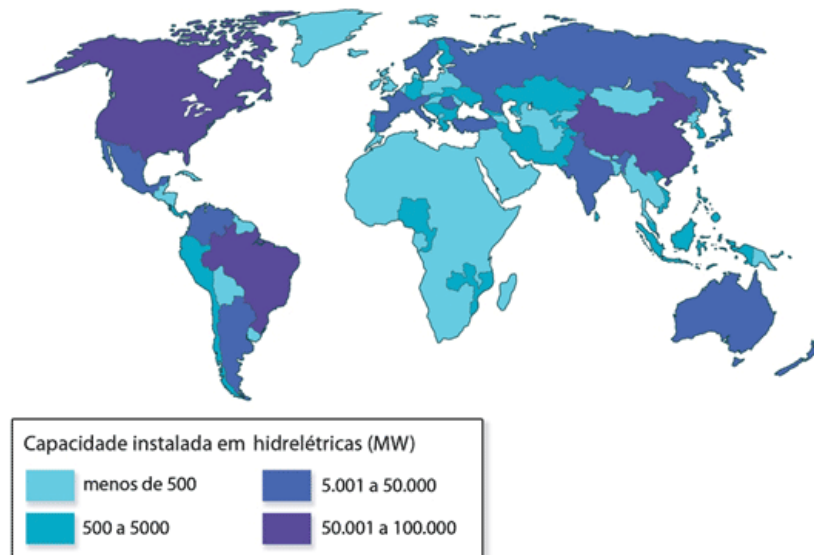 Capacidade instalada em hidrelétricas (MW)
menos de 500
5.001 a 50.000
500 a 5000
50.001 a 100.000